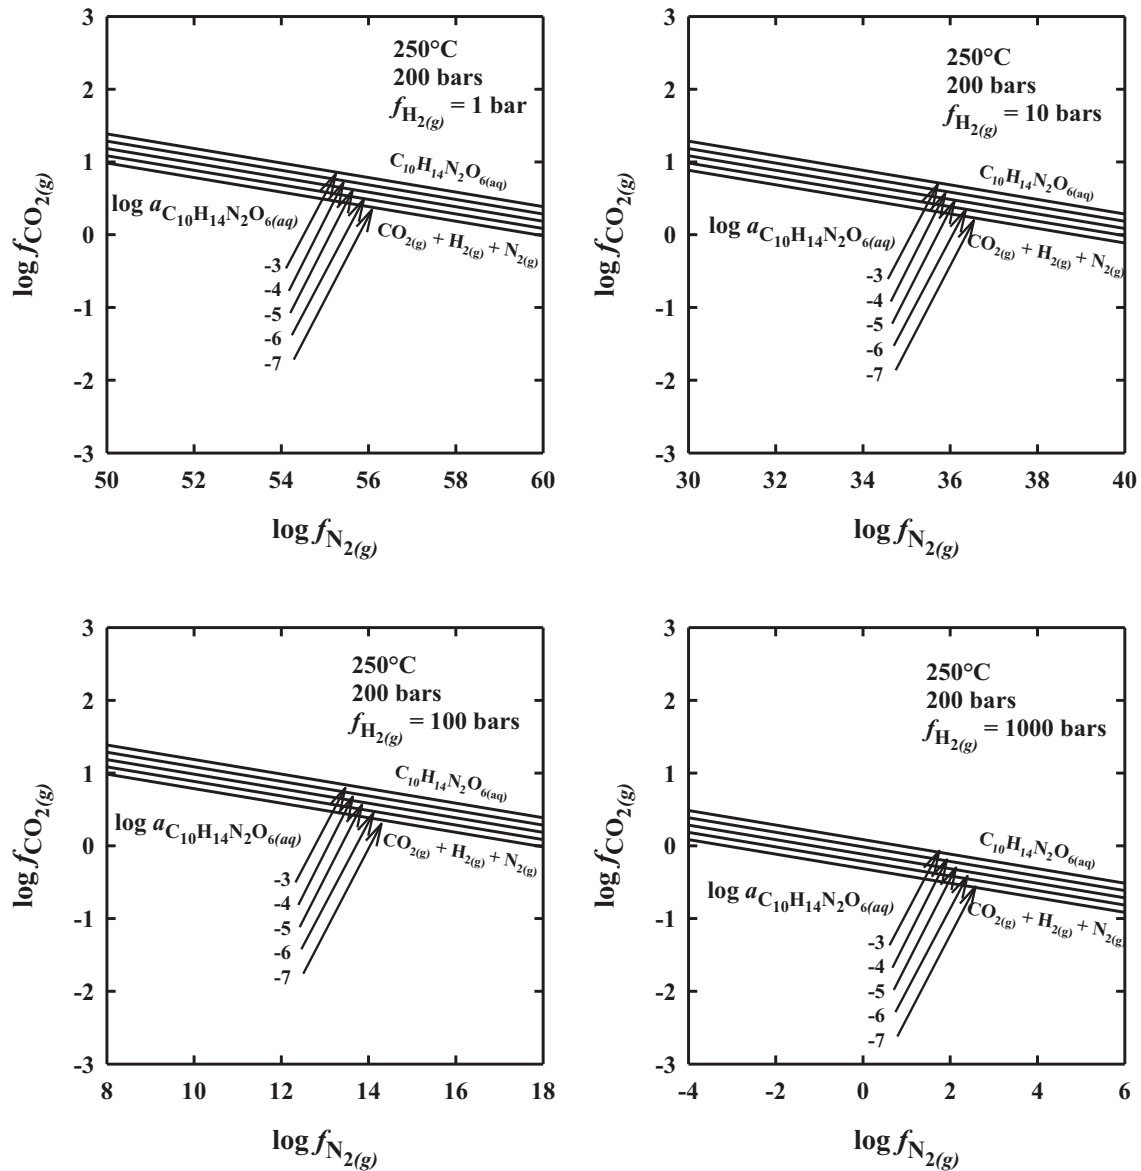 3
2
1
0
-1
-2
-3
log fCO2(g)
250°C
200 bars
fH2(g) = 1 bar
C10H14N2O6(aq)
log aC10H14N2O6(aq)
CO2(g) + H2(g) + N2(g)
-3
-4
-5
-6
-7
50 52 54 56 58 60
log fN2(g)
3
2
1
0
-1
-2
-3
log fCO2(g)
250°C
200 bars
fH2(g) = 10 bars
C10H14N2O6(aq)
log aC10H14N2O6(aq)
CO2(g) + H2(g) + N2(g)
-3
-4
-5
-6
-7
30 32 34 36 38 40
log fN2(g)
3
2
1
0
-1
-2
-3
log fCO2(g)
250°C
200 bars
fH2(g) = 100 bars
C10H14N2O6(aq)
log aC10H14N2O6(aq)
CO2(g) + H2(g) + N2(g)
-3
-4
-5
-6
-7
8 10 12 14 16 18
log fN2(g)
3
2
1
0
-1
-2
-3
log fCO2(g)
250°C
200 bars
fH2(g) = 1000 bars
C10H14N2O6(aq)
log aC10H14N2O6(aq)
CO2(g) + H2(g) + N2(g)
-3
-4
-5
-6
-7
-4 -2 0 2 4 6
log fN2(g)